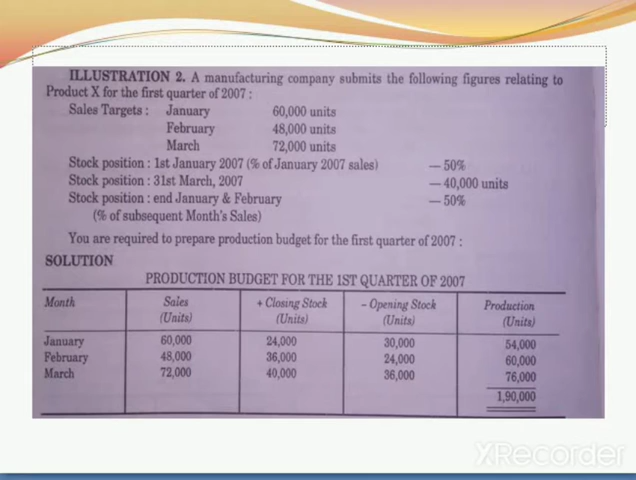 ILLUSTRATION 2. A manufacturing company submits the following figures relating to
Product X for the first quarter of 2007 :
Sales Targets : January 60,000 units
February 48,000 units
March 72,000 units
Stock position : 1st January 2007 (% of January 2007 sales) — 50%
Stock position : 31st March, 2007 — 40,000 units
Stock position : end January & February — 50%
(% of subsequent Month's Sales)
You are required to prepare production budget for the first quarter of 2007 :
SOLUTION
PRODUCTION BUDGET FOR THE 1ST QUARTER OF 2007
Month Sales + Closing Stock – Opening Stock Production
(Units) (Units) (Units) (Units)
January 60,000 24,000 30,000 54,000
February 48,000 36,000 24,000 60,000
March 72,000 40,000 36,000 76,000
1,90,000
XRecorder